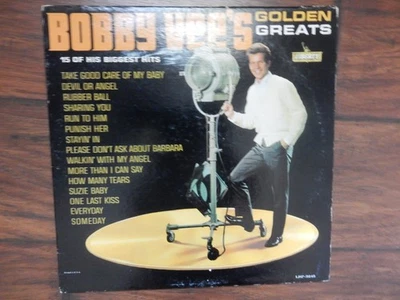 BOBBY VEE'S
GOLDEN
GREATS
15 OF HIS BIGGEST HITS
LIBERTY
TAKE GOOD CARE OF MY BABY
DEVIL OR ANGEL
RUBBER BALL
SHARING YOU
RUN TO HIM
PUNISH HER
STAYIN' IN
PLEASE DON'T ASK ABOUT BARBARA
WALKIN' WITH MY ANGEL
MORE THAN I CAN SAY
HOW MANY TEARS
SUZIE BABY
ONE LAST KISS
EVERYDAY
SOMEDAY